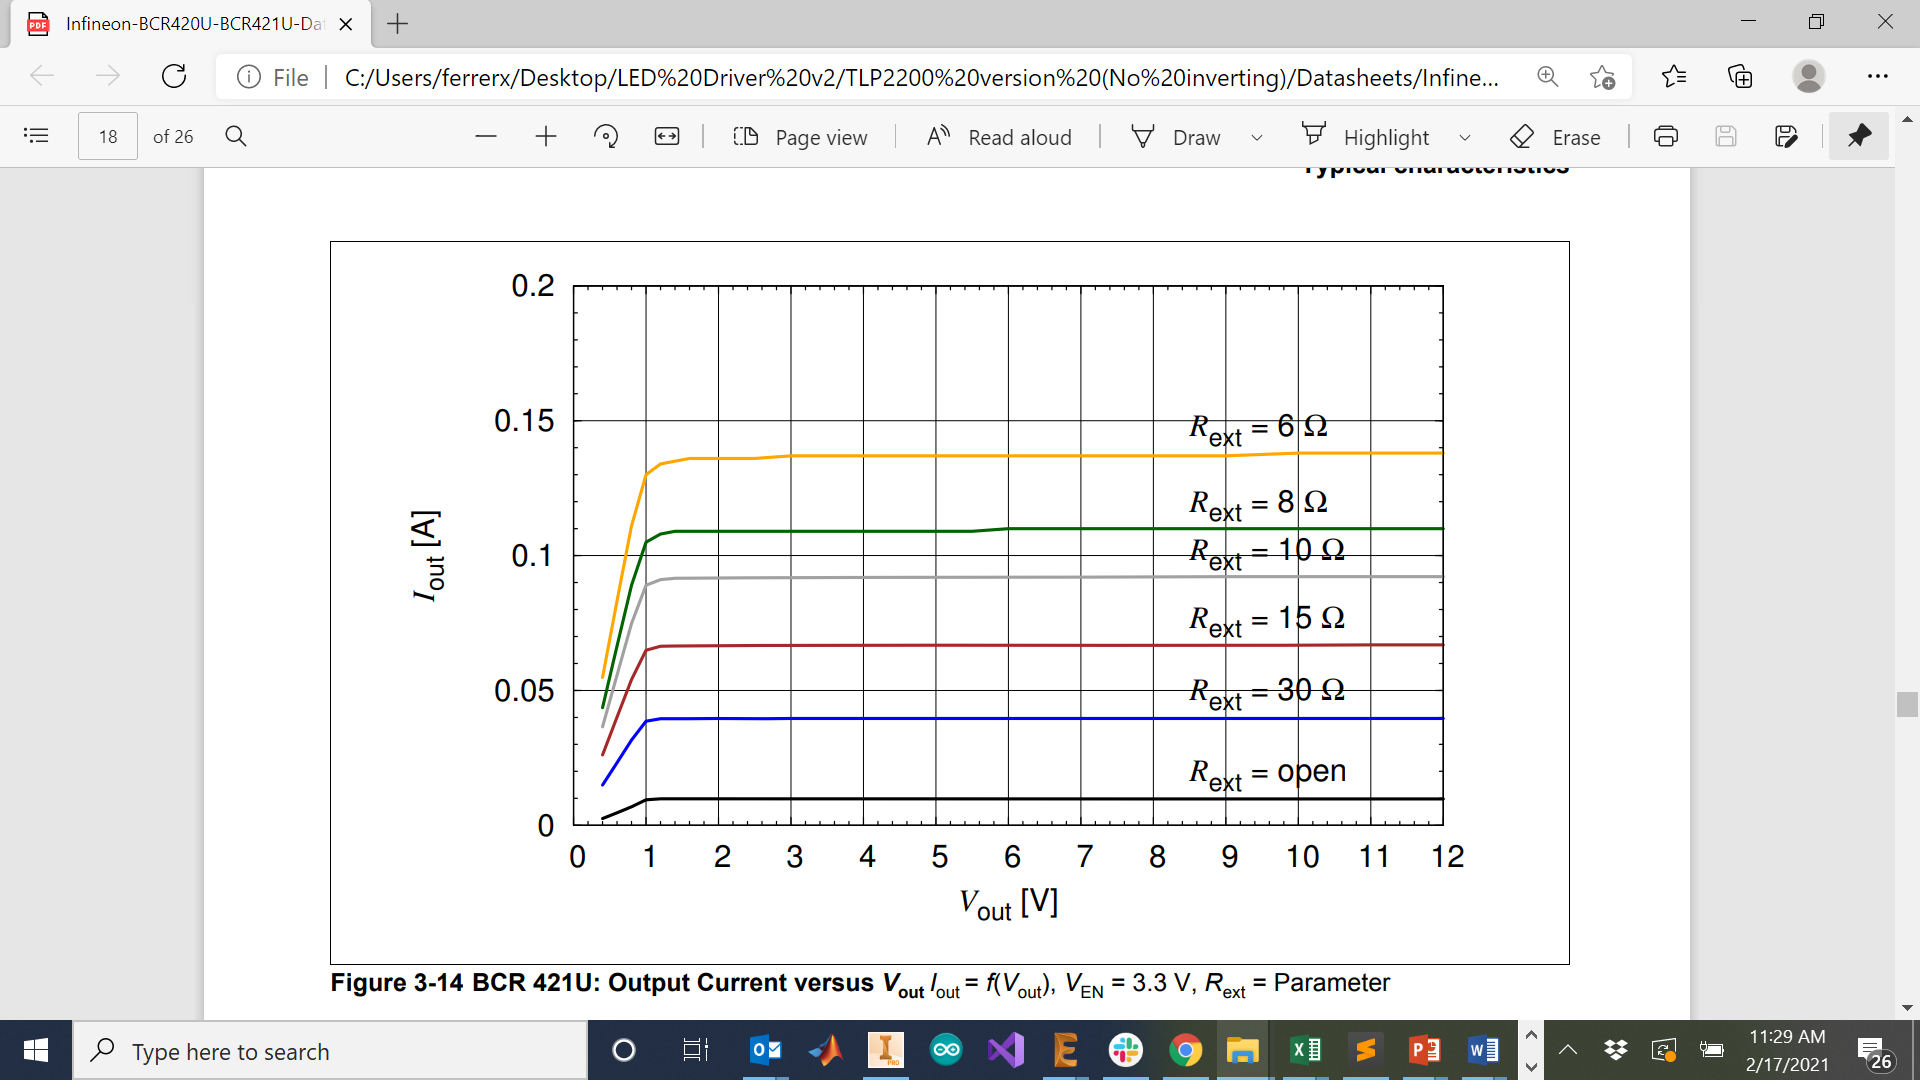 Infineon-BCR420U-BCR421U-Da
File
C:/Users/ferrerx/Desktop/LED%20Driver%20v2/TLP2200%20version%20(No%20inverting)/Datasheets/Infine...
18 of 26
Page view
Read aloud
Draw
Highlight
Erase
Typical characteristics
0.2
0.15
0.1
0.05
0
Iout [A]
Rext = 6 Ω
Rext = 8 Ω
Rext = 10 Ω
Rext = 15 Ω
Rext = 30 Ω
Rext = open
0 1 2 3 4 5 6 7 8 9 10 11 12
Vout [V]
Figure 3-14 BCR 421U: Output Current versus Vout Iout = f(Vout), VEN = 3.3 V, Rext = Parameter
Type here to search
11:29 AM
2/17/2021
26